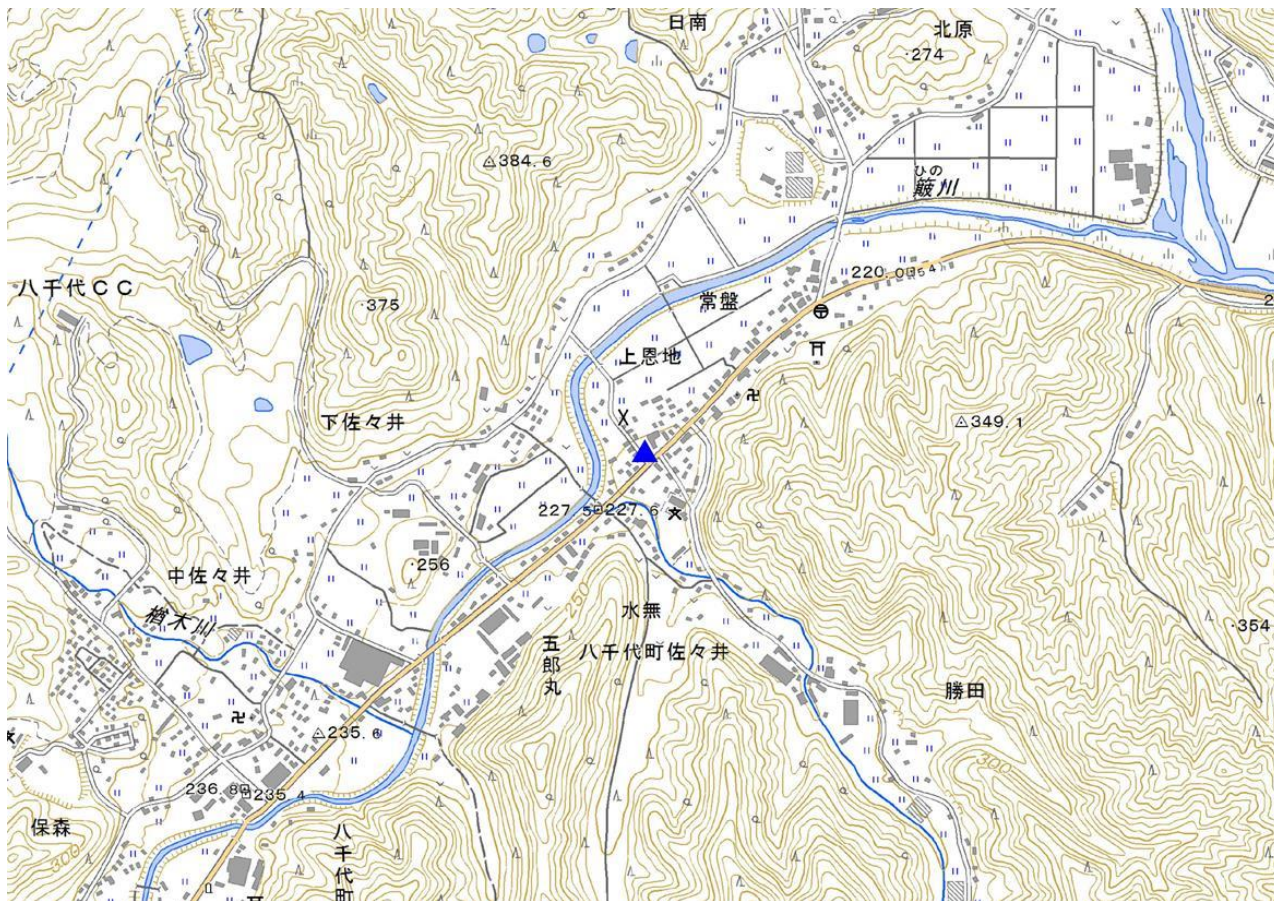 日南
北原
・274
△384.6
ひの
簸川
220.0
(54)
八千代CC
・375
常盤
上恩地
下佐々井
△349.1
227.5
227.6
・256
中佐々井
楢木川
水無
・354
五郎丸
八千代町佐々井
勝田
250
△235.6
300
236.8
235.4
保森
300
八千代町